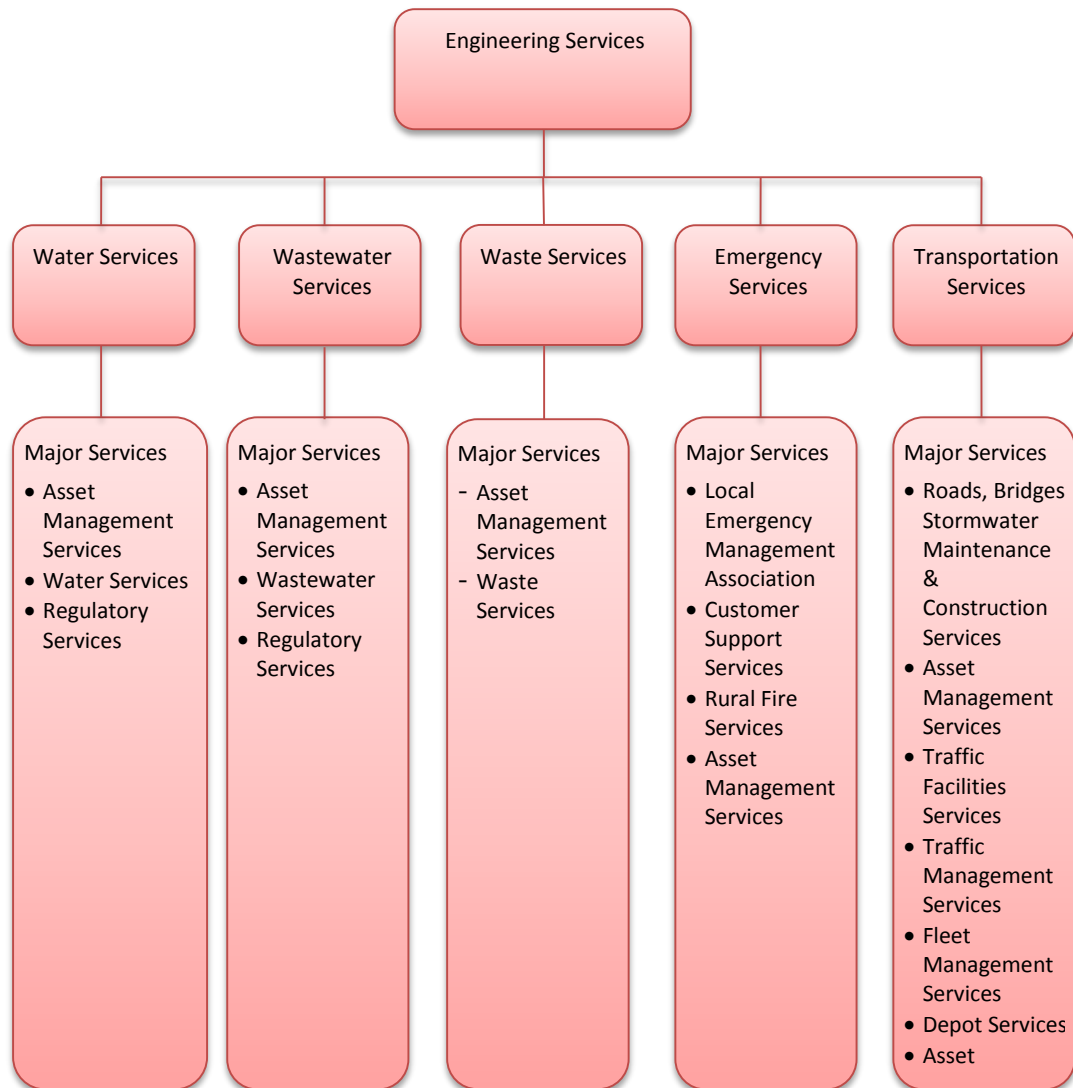 Engineering Services
Water Services
Wastewater
Services
Waste Services
Emergency
Services
Transportation
Services
Major Services
• Asset
Management
Services
• Water Services
• Regulatory
Services
Major Services
• Asset
Management
Services
• Wastewater
Services
• Regulatory
Services
Major Services
- Asset
Management
Services
- Waste
Services
Major Services
• Local
Emergency
Management
Association
• Customer
Support
Services
• Rural Fire
Services
• Asset
Management
Services
Major Services
• Roads, Bridges
Stormwater
Maintenance
&
Construction
Services
• Asset
Management
Services
• Traffic
Facilities
Services
• Traffic
Management
Services
• Fleet
Management
Services
• Depot Services
• Asset